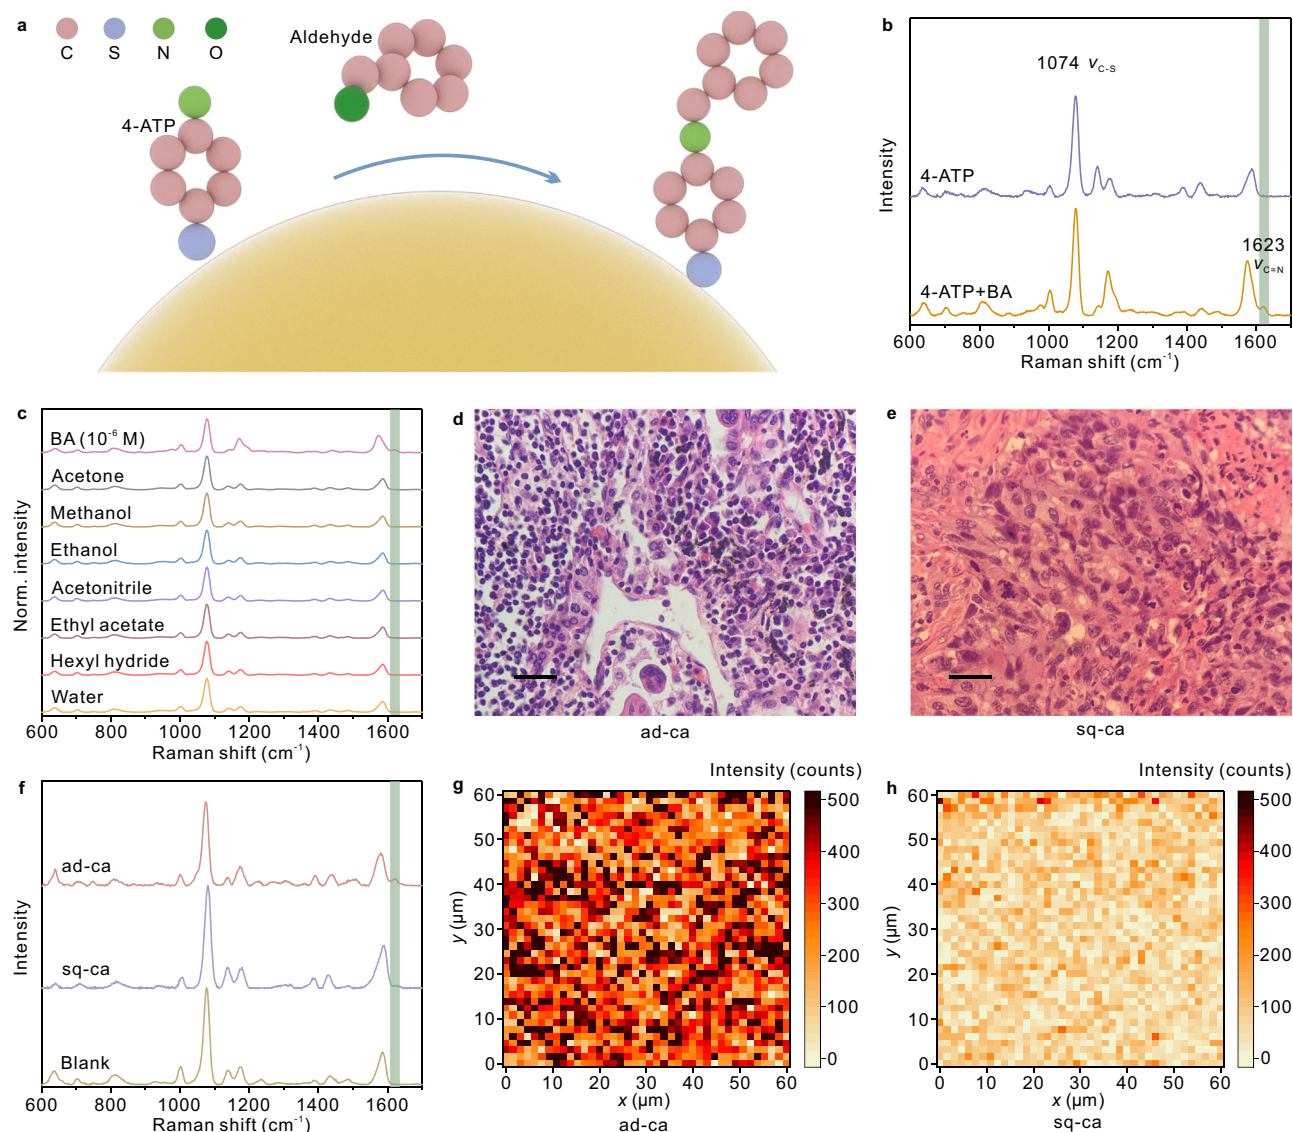 a
C S N O
Aldehyde
4-ATP
b
1074 νC-S
4-ATP
1623
νC=N
4-ATP+BA
Intensity
600 800 1000 1200 1400 1600
Raman shift (cm-1)
c
BA (10-6 M)
Acetone
Methanol
Ethanol
Acetonitrile
Ethyl acetate
Hexyl hydride
Water
Norm. intensity
600 800 1000 1200 1400 1600
Raman shift (cm-1)
d
ad-ca
e
sq-ca
f
ad-ca
sq-ca
Blank
Intensity
600 800 1000 1200 1400 1600
Raman shift (cm-1)
g
Intensity (counts)
60
50
40
30
20
10
0
y (µm)
0 10 20 30 40 50 60
x (µm)
ad-ca
500
400
300
200
100
0
h
Intensity (counts)
60
50
40
30
20
10
0
y (µm)
0 10 20 30 40 50 60
x (µm)
sq-ca
500
400
300
200
100
0